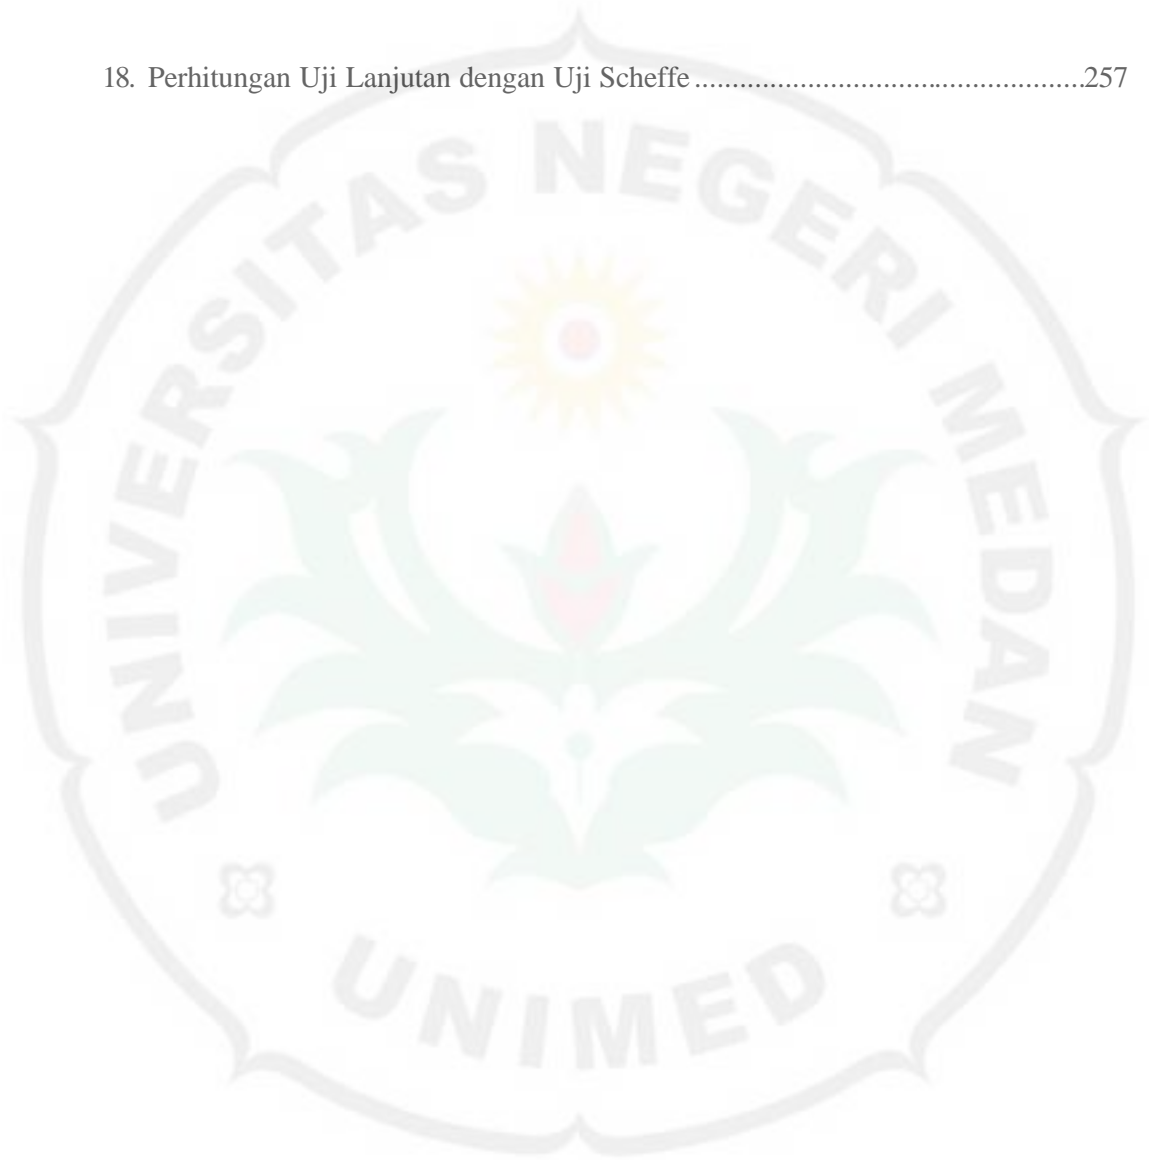 18. Perhitungan Uji Lanjutan dengan Uji Scheffe....................................................257
UNIVERSITAS NEGERI MEDAN
UNIMED